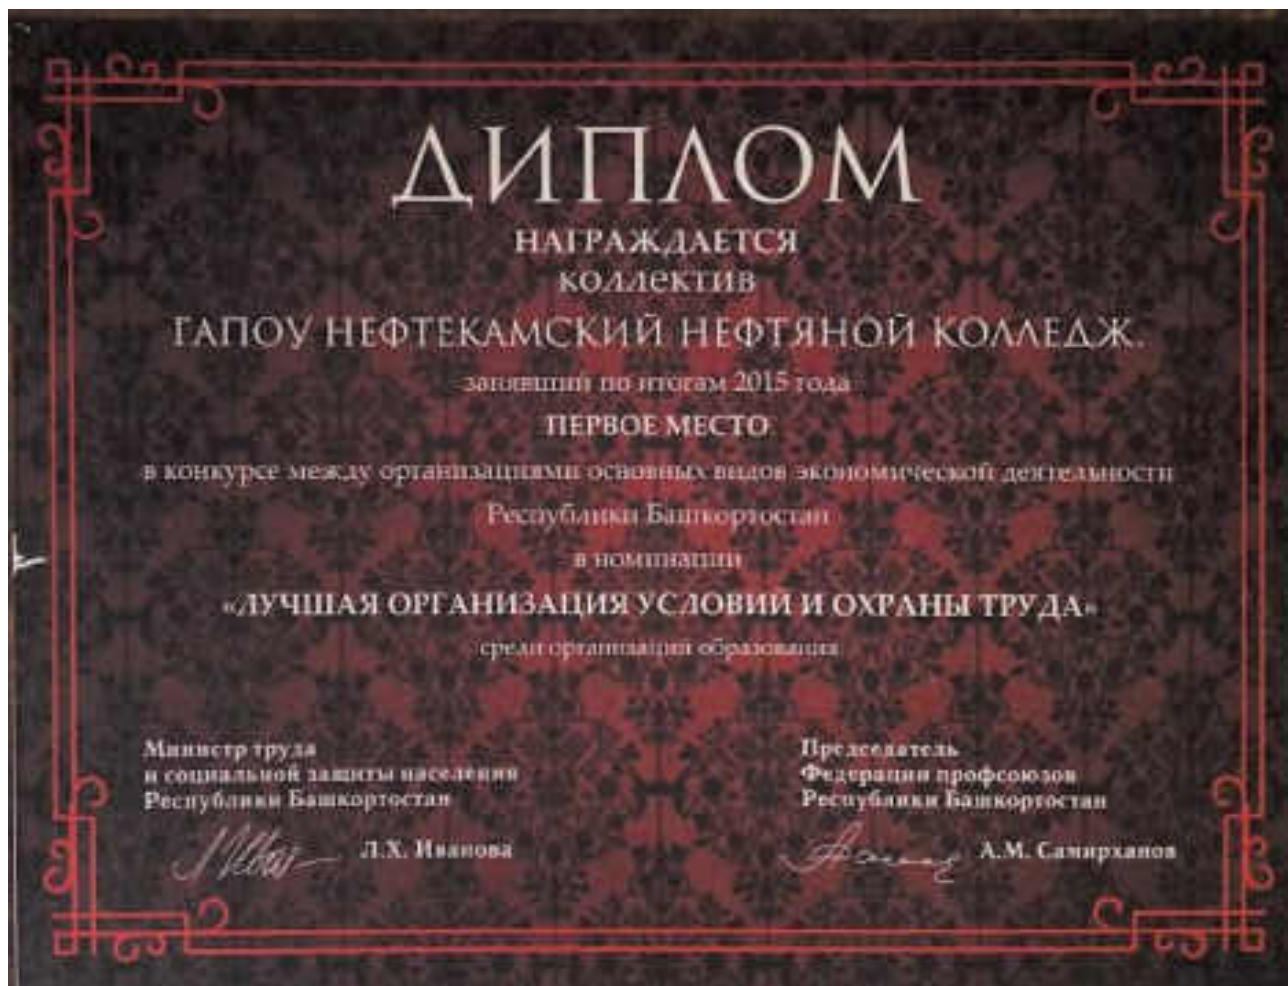 ДИПЛОМ
НАГРАЖДАЕТСЯ
коллектив
ГАПОУ НЕФТЕКАМСКИЙ НЕФТЯНОЙ КОЛЛЕДЖ.
занявший по итогам 2015 года
ПЕРВОЕ МЕСТО
в конкурсе между организациями основных видов экономической деятельности
Республики Башкортостан
в номинации
«ЛУЧШАЯ ОРГАНИЗАЦИЯ УСЛОВИЙ И ОХРАНЫ ТРУДА»
среди организаций образования
Министр труда
и социальной защиты населения
Республики Башкортостан
Л.Х. Иванова
Председатель
Федерации профсоюзов
Республики Башкортостан
А.М. Самирханов